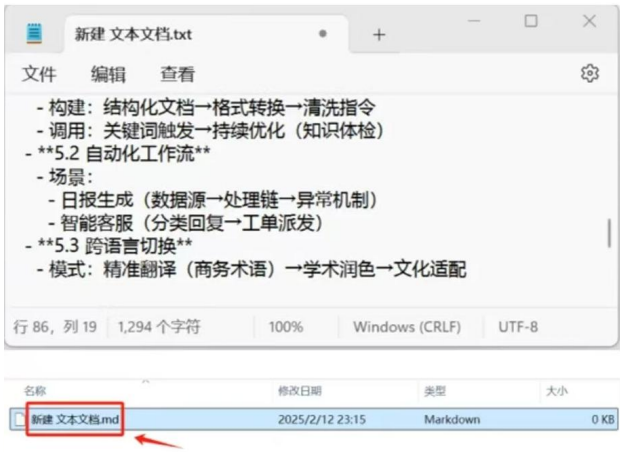 新建 文本文档.txt
文件 编辑 查看
- 构建：结构化文档→格式转换→清洗指令
- 调用：关键词触发→持续优化（知识体检）
- **5.2 自动化工作流**
- 场景：
- 日报生成（数据源→处理链→异常机制）
- 智能客服（分类回复→工单派发）
- **5.3 跨语言切换**
- 模式：精准翻译（商务术语）→学术润色→文化适配
行 86，列 19 1,294 个字符 100% Windows (CRLF) UTF-8
名称 修改日期 类型 大小
新建 文本文档.md 2025/2/12 23:15 Markdown 0 KB